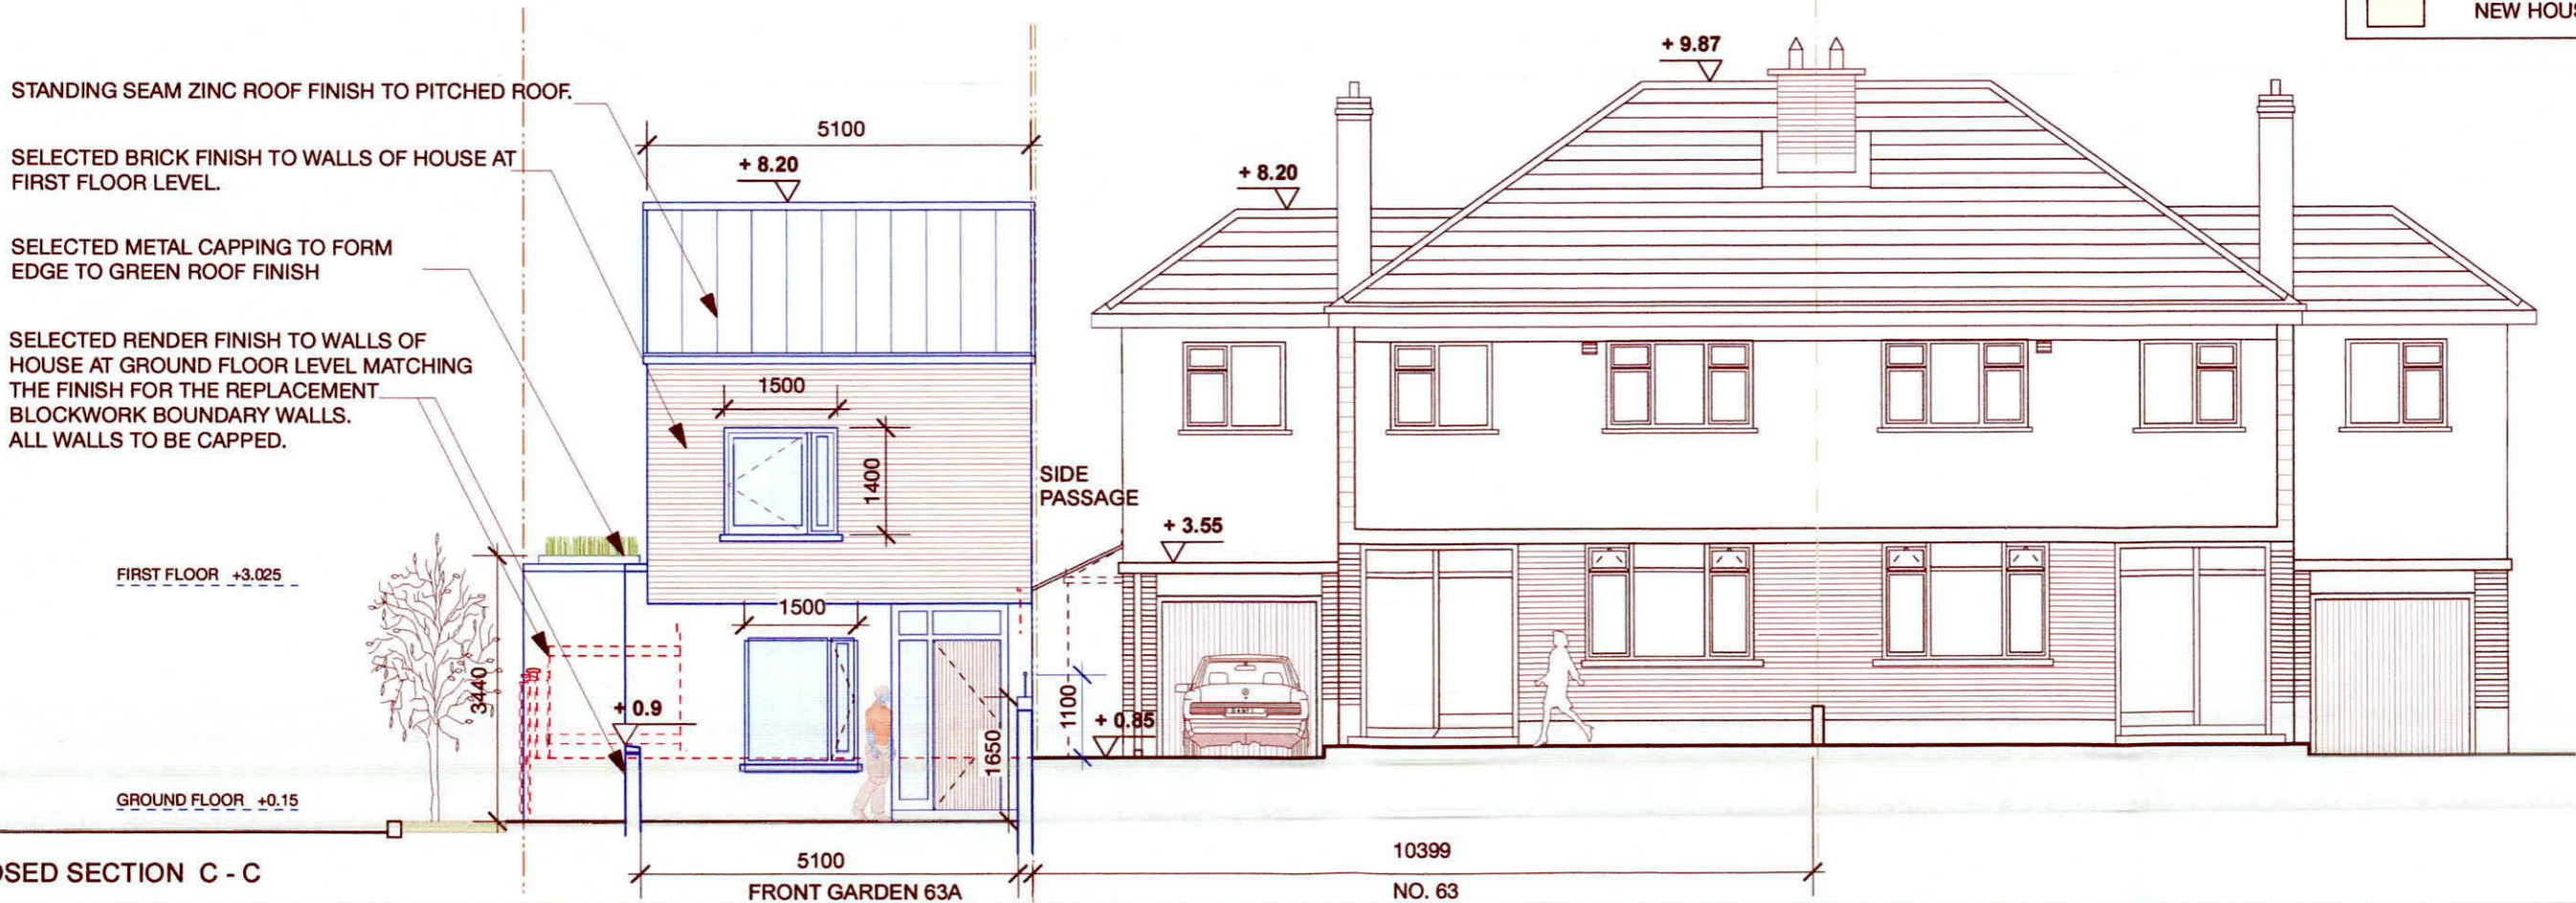 NEW HOUS
STANDING SEAM ZINC ROOF FINISH TO PITCHED ROOF.
SELECTED BRICK FINISH TO WALLS OF HOUSE AT
FIRST FLOOR LEVEL.
SELECTED METAL CAPPING TO FORM
EDGE TO GREEN ROOF FINISH
SELECTED RENDER FINISH TO WALLS OF
HOUSE AT GROUND FLOOR LEVEL MATCHING
THE FINISH FOR THE REPLACEMENT
BLOCKWORK BOUNDARY WALLS.
ALL WALLS TO BE CAPPED.
5100
+ 8.20
1500
1400
1500
SIDE
PASSAGE
+ 8.20
+ 9.87
+ 3.55
FIRST FLOOR +3.025
3440
+ 0.9
1650
1100
+ 0.85
GROUND FLOOR +0.15
OSED SECTION C - C
5100
FRONT GARDEN 63A
10399
NO. 63